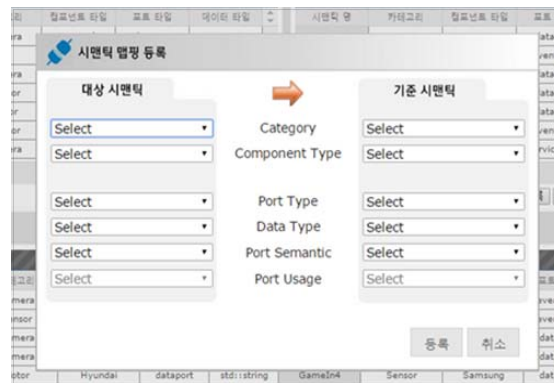 컴포넌트 타입 포트 타입 데이터 타입 시맨틱 명 카테고리 컴포넌트 타입
시맨틱 맵핑 등록
대상 시맨틱 기준 시맨틱
Select Category Select
Select Component Type Select
Select Port Type Select
Select Data Type Select
Select Port Semantic Select
Select Port Usage Select
등록 취소
Hyundai dataport std::string GameIn4 Sensor Samsung